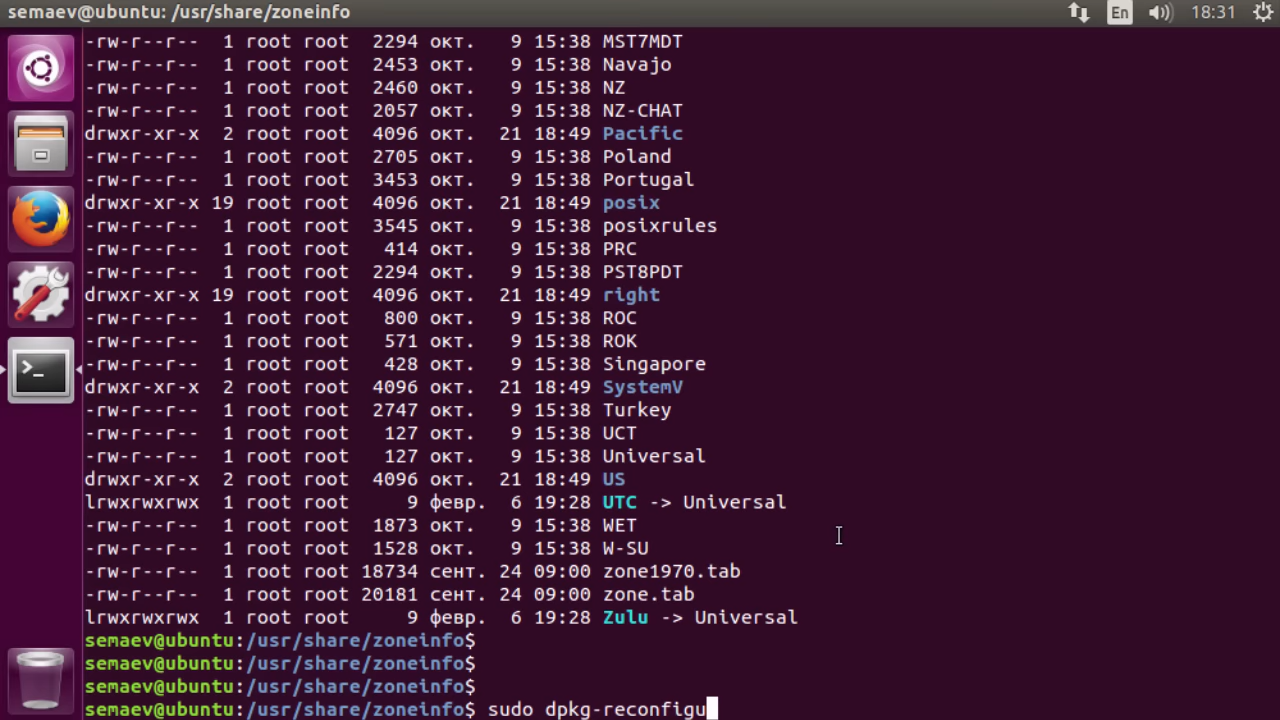 semaev@ubuntu: /usr/share/zoneinfo En 18:31
-rw-r--r-- 1 root root 2294 окт. 9 15:38 MST7MDT
-rw-r--r-- 1 root root 2453 окт. 9 15:38 Navajo
-rw-r--r-- 1 root root 2460 окт. 9 15:38 NZ
-rw-r--r-- 1 root root 2057 окт. 9 15:38 NZ-CHAT
drwxr-xr-x 2 root root 4096 окт. 21 18:49 Pacific
-rw-r--r-- 1 root root 2705 окт. 9 15:38 Poland
-rw-r--r-- 1 root root 3453 окт. 9 15:38 Portugal
drwxr-xr-x 19 root root 4096 окт. 21 18:49 posix
-rw-r--r-- 1 root root 3545 окт. 9 15:38 posixrules
-rw-r--r-- 1 root root 414 окт. 9 15:38 PRC
-rw-r--r-- 1 root root 2294 окт. 9 15:38 PST8PDT
drwxr-xr-x 19 root root 4096 окт. 21 18:49 right
-rw-r--r-- 1 root root 800 окт. 9 15:38 ROC
-rw-r--r-- 1 root root 571 окт. 9 15:38 ROK
-rw-r--r-- 1 root root 428 окт. 9 15:38 Singapore
drwxr-xr-x 2 root root 4096 окт. 21 18:49 SystemV
-rw-r--r-- 1 root root 2747 окт. 9 15:38 Turkey
-rw-r--r-- 1 root root 127 окт. 9 15:38 UCT
-rw-r--r-- 1 root root 127 окт. 9 15:38 Universal
drwxr-xr-x 2 root root 4096 окт. 21 18:49 US
lrwxrwxrwx 1 root root 9 февр. 6 19:28 UTC -> Universal
-rw-r--r-- 1 root root 1873 окт. 9 15:38 WET
-rw-r--r-- 1 root root 1528 окт. 9 15:38 W-SU
-rw-r--r-- 1 root root 18734 сент. 24 09:00 zone1970.tab
-rw-r--r-- 1 root root 20181 сент. 24 09:00 zone.tab
lrwxrwxrwx 1 root root 9 февр. 6 19:28 Zulu -> Universal
semaev@ubuntu:/usr/share/zoneinfo$
semaev@ubuntu:/usr/share/zoneinfo$
semaev@ubuntu:/usr/share/zoneinfo$
semaev@ubuntu:/usr/share/zoneinfo$ sudo dpkg-reconfigu